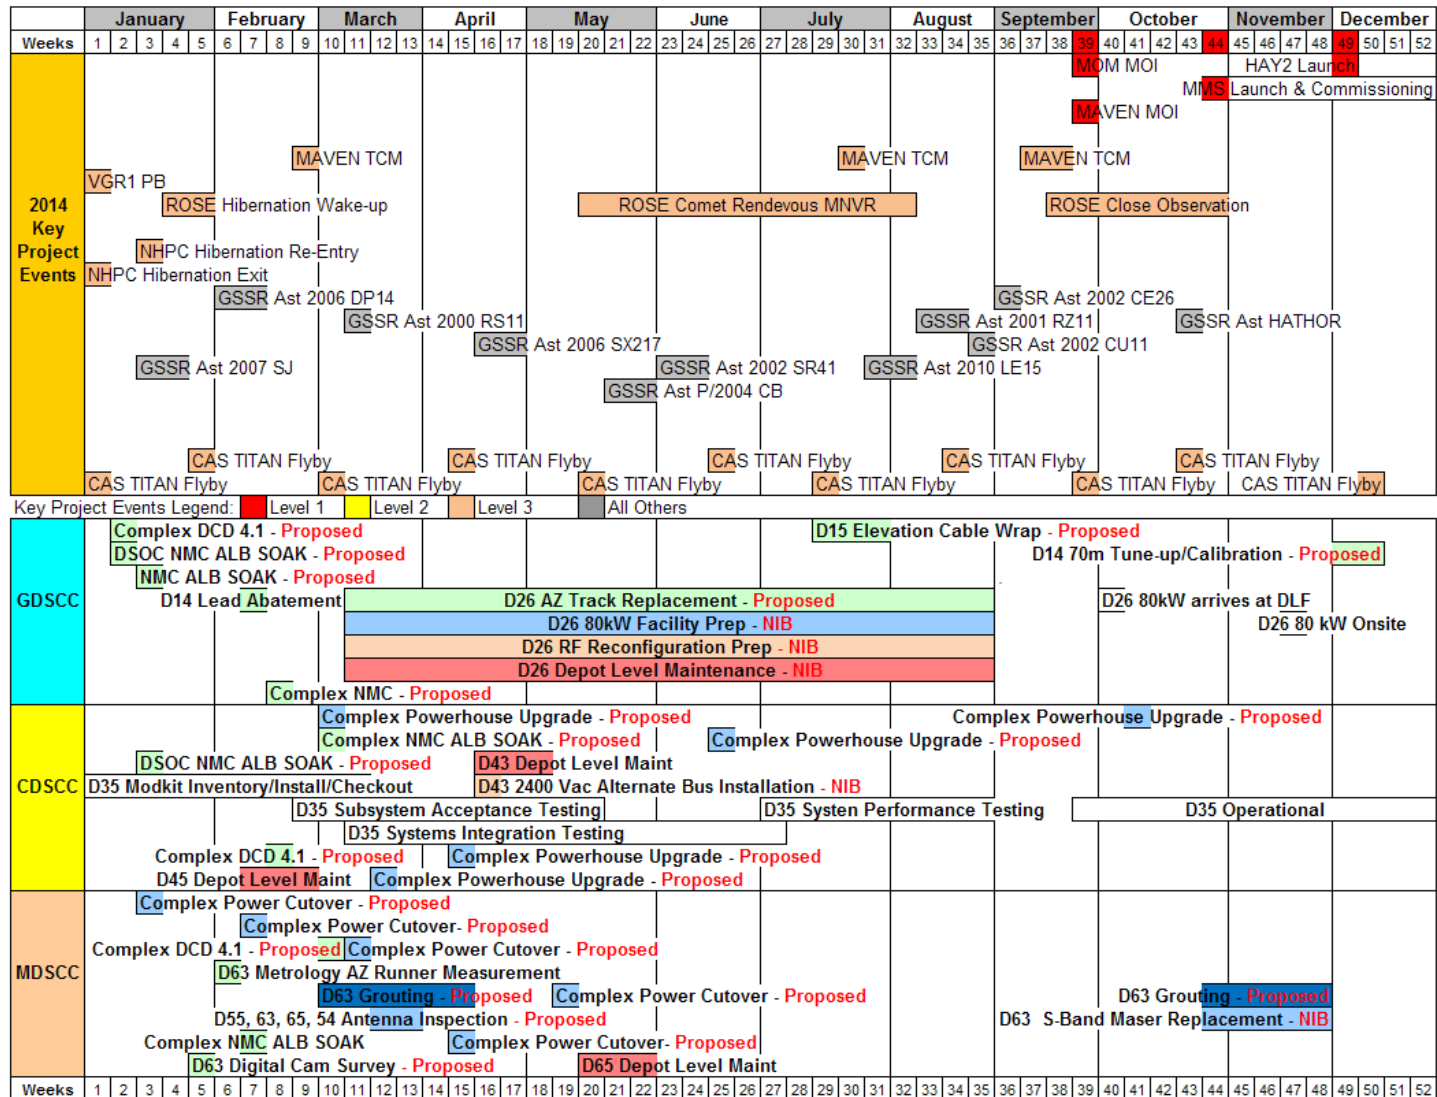 January February March April May June July August September October November December
Weeks 1 2 3 4 5 6 7 8 9 10 11 12 13 14 15 16 17 18 19 20 21 22 23 24 25 26 27 28 29 30 31 32 33 34 35 36 37 38 39 40 41 42 43 44 45 46 47 48 49 50 51 52
2014
Key
Project
Events
MOM MOI HAY2 Launch
MMS Launch & Commissioning
MAVEN MOI
MAVEN TCM MAVEN TCM MAVEN TCM
VGR1 PB
ROSE Hibernation Wake-up ROSE Comet Rendevous MNVR ROSE Close Observation
NHPC Hibernation Re-Entry
NHPC Hibernation Exit
GSSR Ast 2006 DP14 GSSR Ast 2002 CE26
GSSR Ast 2000 RS11 GSSR Ast 2001 RZ11 GSSR Ast HATHOR
GSSR Ast 2006 SX217 GSSR Ast 2002 CU11
GSSR Ast 2007 SJ GSSR Ast 2002 SR41 GSSR Ast 2010 LE15
GSSR Ast P/2004 CB
CAS TITAN Flyby CAS TITAN Flyby CAS TITAN Flyby CAS TITAN Flyby CAS TITAN Flyby
CAS TITAN Flyby CAS TITAN Flyby CAS TITAN Flyby CAS TITAN Flyby CAS TITAN Flyby CAS TITAN Flyby
Key Project Events Legend: Level 1 Level 2 Level 3 All Others
GDSCC
Complex DCD 4.1 - Proposed D15 Elevation Cable Wrap - Proposed
DSOC NMC ALB SOAK - Proposed D14 70m Tune-up/Calibration - Proposed
NMC ALB SOAK - Proposed
D14 Lead Abatement D26 AZ Track Replacement - Proposed D26 80kW arrives at DLF
D26 80kW Facility Prep - NIB D26 80 kW Onsite
D26 RF Reconfiguration Prep - NIB
D26 Depot Level Maintenance - NIB
Complex NMC - Proposed
CDSCC
Complex Powerhouse Upgrade - Proposed Complex Powerhouse Upgrade - Proposed
Complex NMC ALB SOAK - Proposed Complex Powerhouse Upgrade - Proposed
DSOC NMC ALB SOAK - Proposed D43 Depot Level Maint
D35 Modkit Inventory/Install/Checkout D43 2400 Vac Alternate Bus Installation - NIB
D35 Subsystem Acceptance Testing D35 Systen Performance Testing D35 Operational
D35 Systems Integration Testing
Complex DCD 4.1 - Proposed Complex Powerhouse Upgrade - Proposed
D45 Depot Level Maint Complex Powerhouse Upgrade - Proposed
MDSCC
Complex Power Cutover - Proposed
Complex Power Cutover- Proposed
Complex DCD 4.1 - Proposed Complex Power Cutover - Proposed
D63 Metrology AZ Runner Measurement
D63 Grouting - Proposed Complex Power Cutover - Proposed D63 Grouting - Proposed
D55, 63, 65, 54 Antenna Inspection - Proposed D63 S-Band Maser Replacement - NIB
Complex NMC ALB SOAK Complex Power Cutover- Proposed
D63 Digital Cam Survey - Proposed D65 Depot Level Maint
Weeks 1 2 3 4 5 6 7 8 9 10 11 12 13 14 15 16 17 18 19 20 21 22 23 24 25 26 27 28 29 30 31 32 33 34 35 36 37 38 39 40 41 42 43 44 45 46 47 48 49 50 51 52